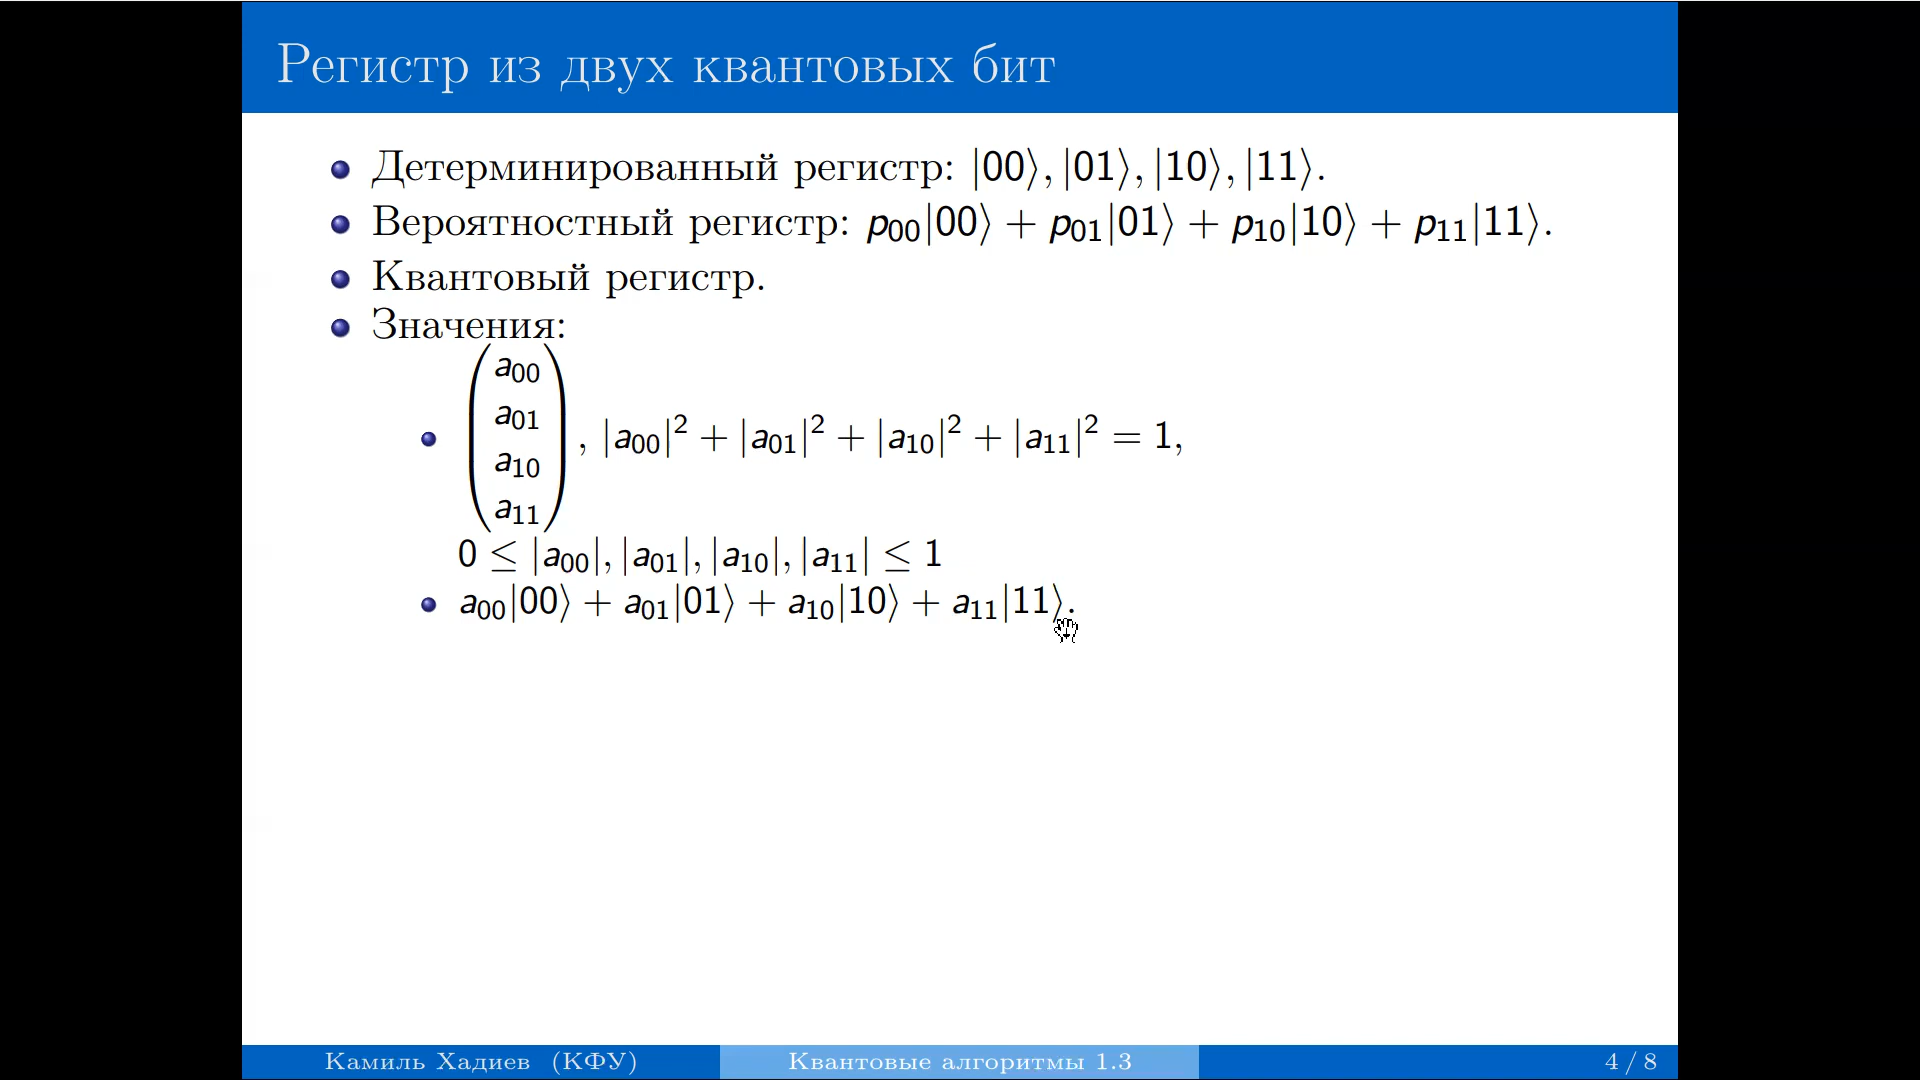 Регистр из двух квантовых бит
Детерминированный регистр: |00⟩, |01⟩, |10⟩, |11⟩.
Вероятностный регистр: p₀₀|00⟩ + p₀₁|01⟩ + p₁₀|10⟩ + p₁₁|11⟩.
Квантовый регистр.
Значения:
a₀₀
a₀₁
a₁₀
a₁₁
, |a₀₀|² + |a₀₁|² + |a₁₀|² + |a₁₁|² = 1,
0 ≤ |a₀₀|, |a₀₁|, |a₁₀|, |a₁₁| ≤ 1
a₀₀|00⟩ + a₀₁|01⟩ + a₁₀|10⟩ + a₁₁|11⟩.
Камиль Хадиев (КФУ)
Квантовые алгоритмы 1.3
4 / 8